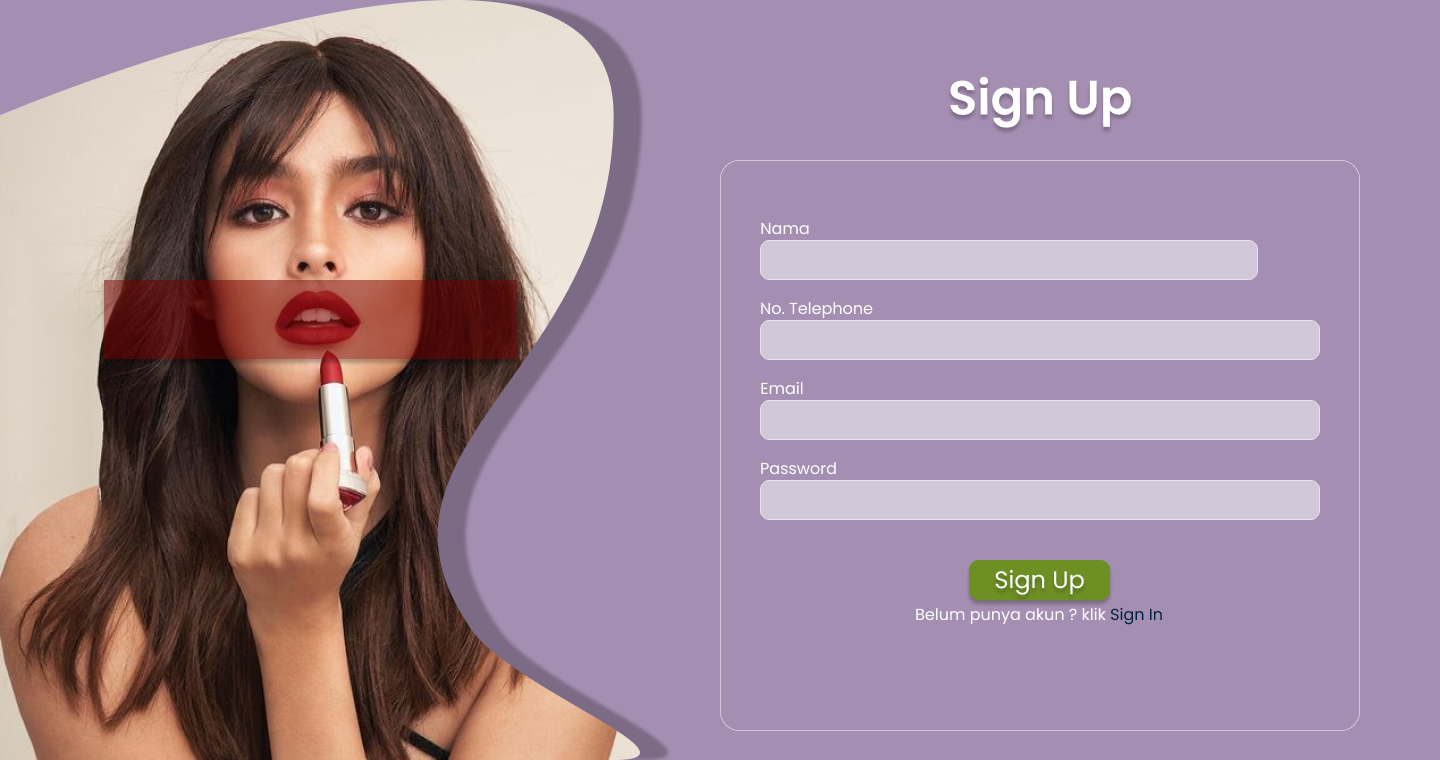 Sign Up
Nama
No. Telephone
Email
Password
Sign Up
Belum punya akun ? klik Sign In